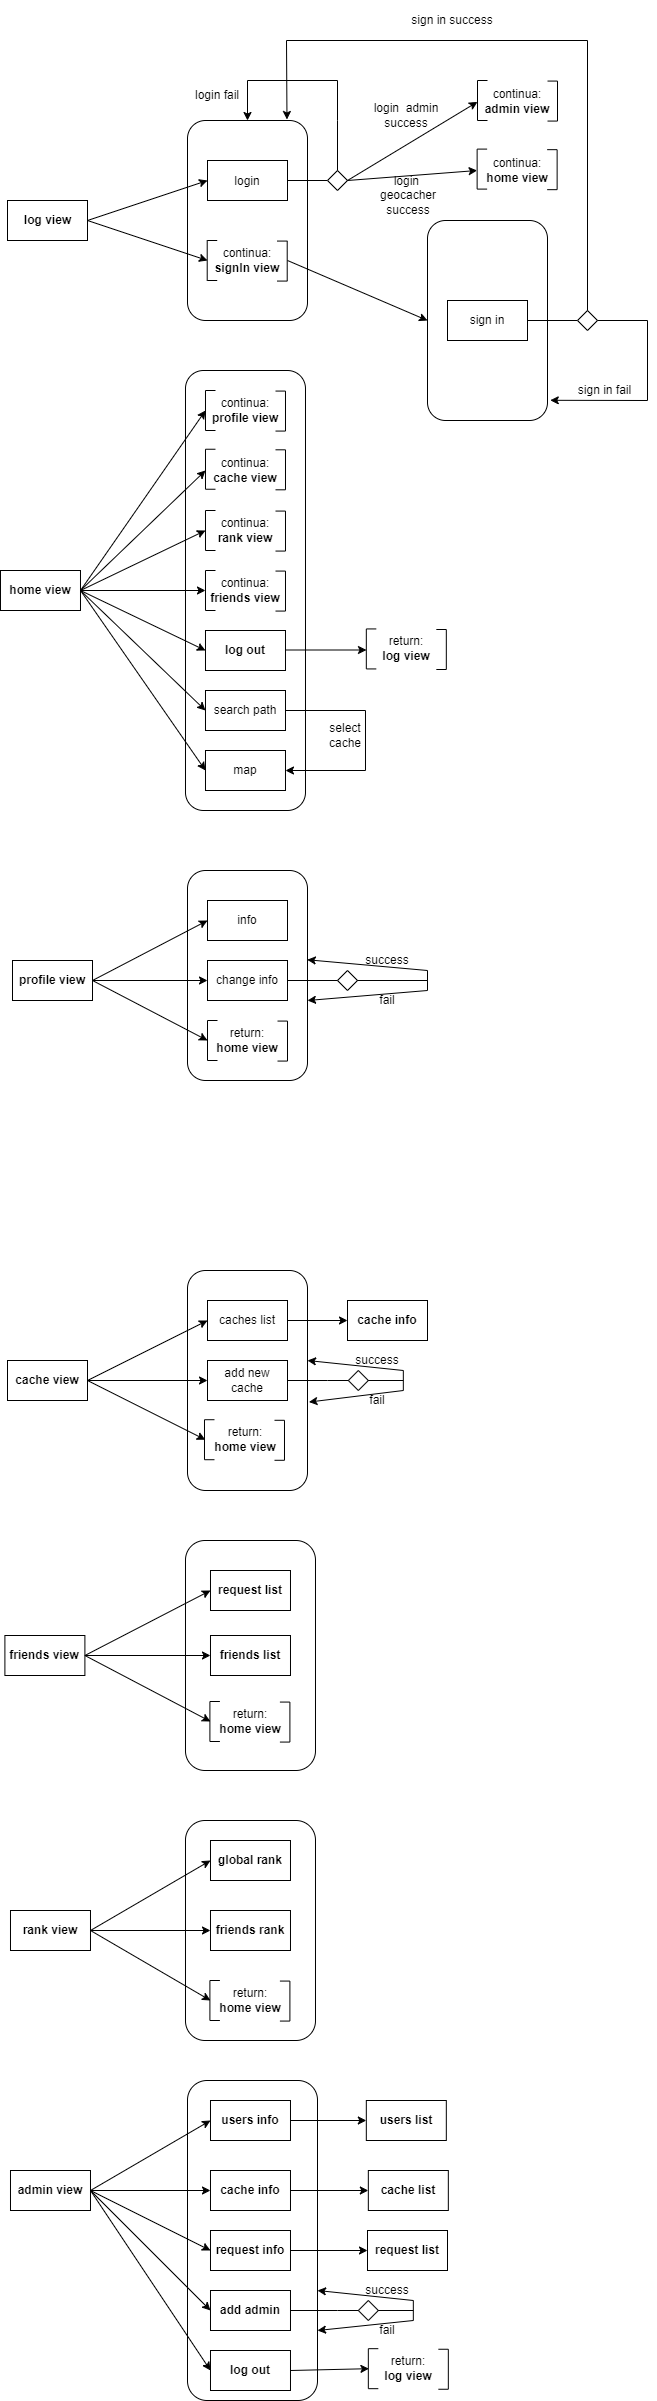 sign in success
login fail
continua:
admin view
login  admin
success
continua:
home view
login
geocacher
success
login
log view
continua:
signIn view
sign in
sign in fail
continua:
profile view
continua:
cache view
continua:
rank view
continua:
friends view
home view
log out
return:
log view
search path
select
cache
map
info
success
profile view
change info
fail
return:
home view
caches list
cache info
success
cache view
add new
cache
fail
return:
home view
request list
friends view
friends list
return:
home view
global rank
rank view
friends rank
return:
home view
users info
users list
admin view
cache info
cache list
request info
request list
success
add admin
fail
log out
return:
log view